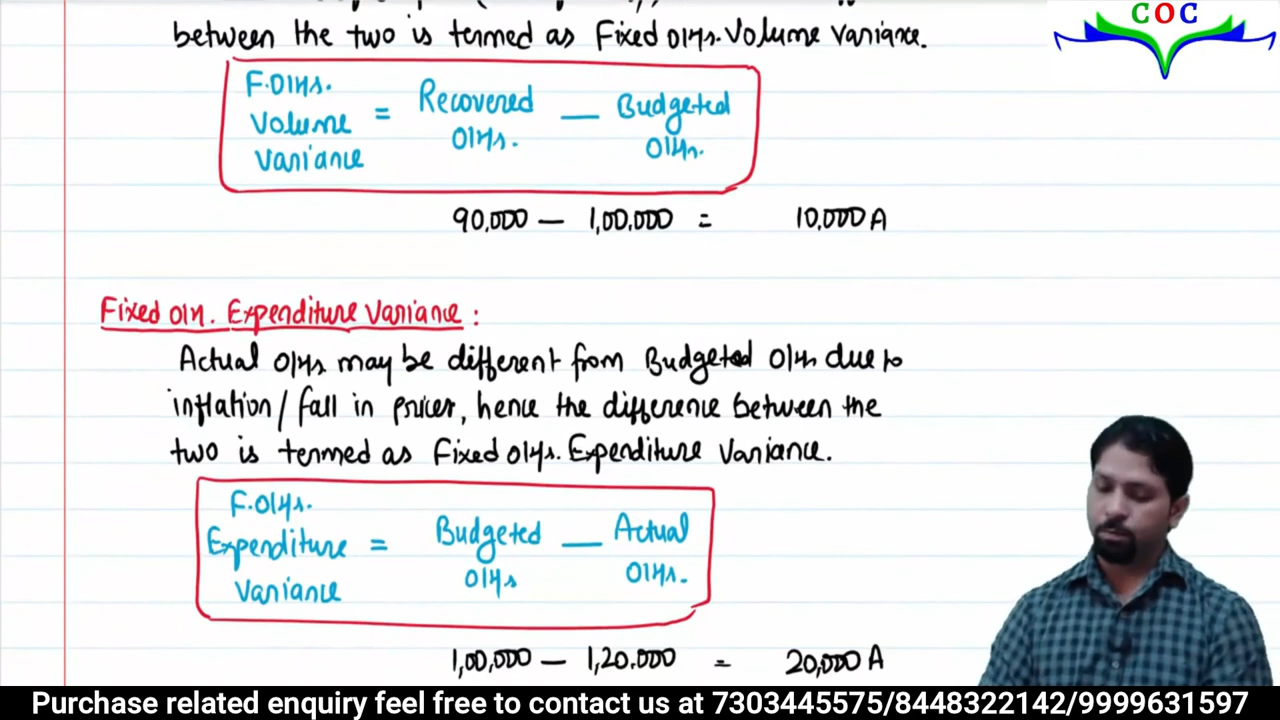 between the two is termed as Fixed O/Hs. Volume Variance.
COC
F.O/Hs. Volume Variance = Recovered O/Hs. — Budgeted O/Hs.
90,000 — 1,00,000 = 10,000 A
Fixed O/H. Expenditure Variance :
Actual O/Hs may be different from Budgeted O/Hs due to
inflation/fall in prices, hence the difference between the
two is termed as Fixed O/Hs. Expenditure Variance.
F.O/Hs. Expenditure Variance = Budgeted O/Hs — Actual O/Hs.
1,00,000 — 1,20,000 = 20,000 A
Purchase related enquiry feel free to contact us at 7303445575/8448322142/9999631597